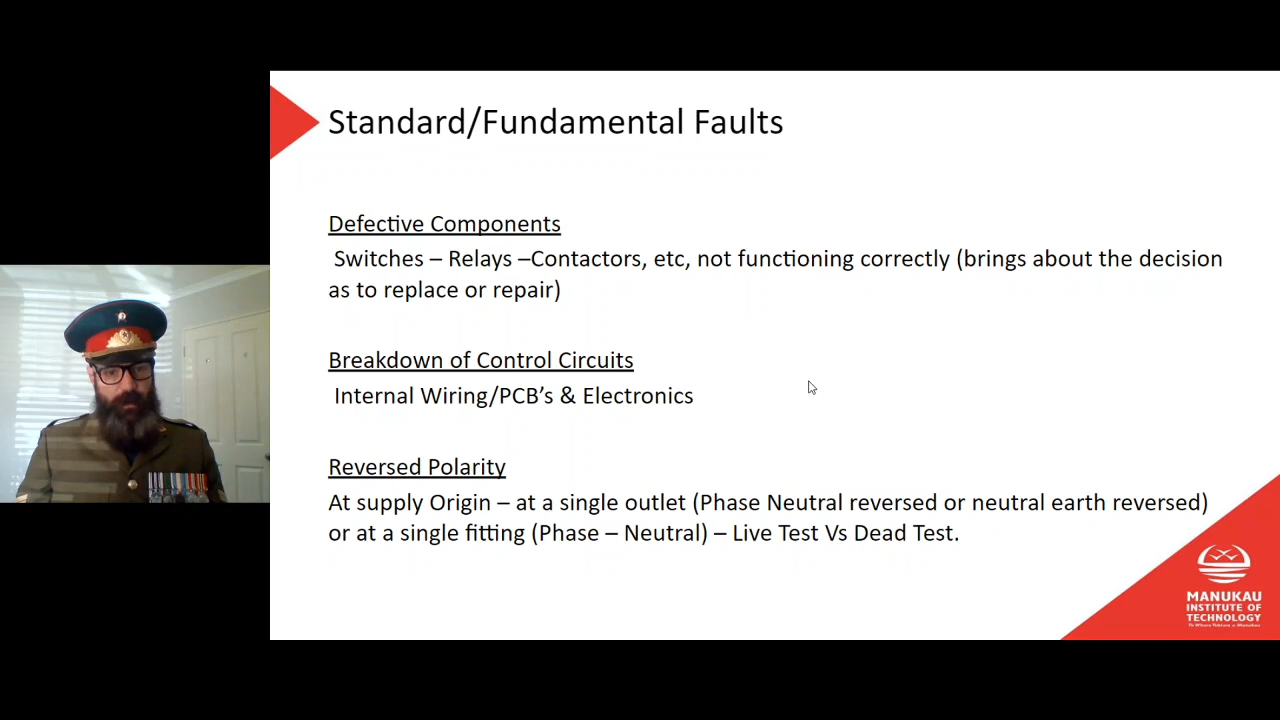 Standard/Fundamental Faults
Defective Components
Switches – Relays –Contactors, etc, not functioning correctly (brings about the decision
as to replace or repair)
Breakdown of Control Circuits
Internal Wiring/PCB’s & Electronics
Reversed Polarity
At supply Origin – at a single outlet (Phase Neutral reversed or neutral earth reversed)
or at a single fitting (Phase – Neutral) – Live Test Vs Dead Test.
MANUKAU
INSTITUTE OF
TECHNOLOGY